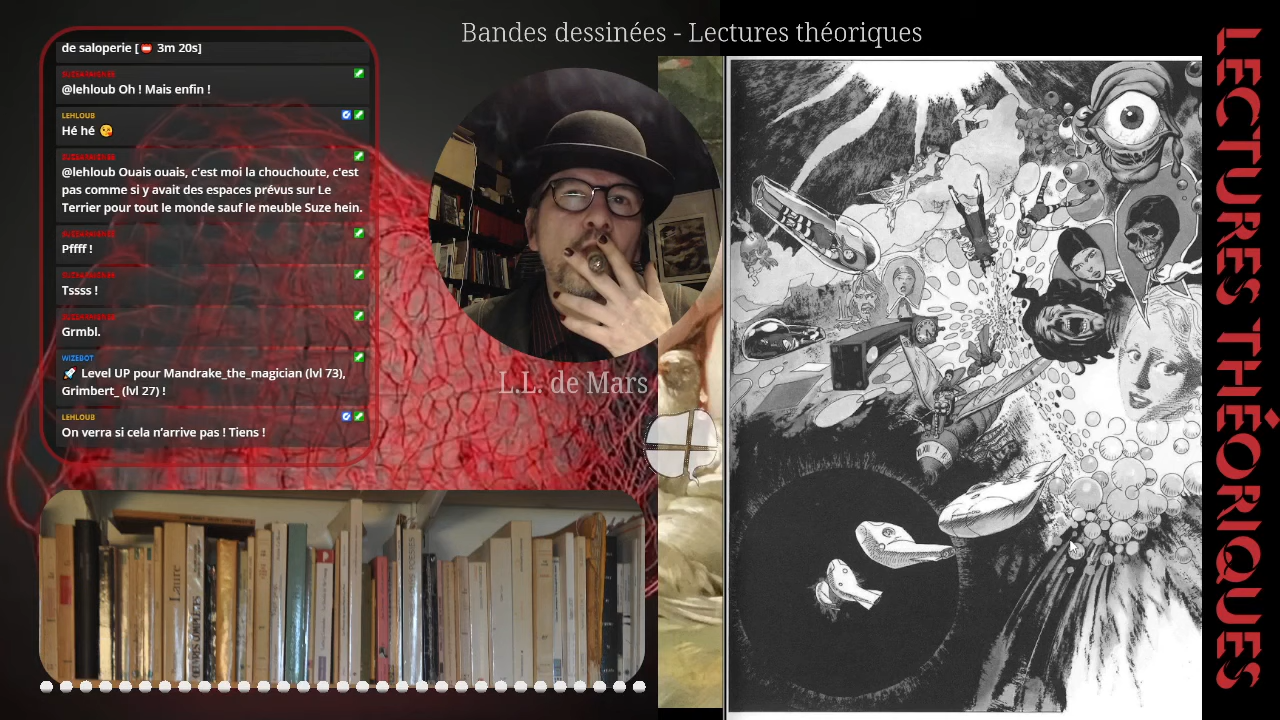 Bandes dessinées - Lectures théoriques
de saloperie [📛 3m 20s]
@lehloub Oh ! Mais enfin !
LEHLOUB
Hé hé 😘
@lehloub Ouais ouais, c'est moi la chouchoute, c'est
pas comme si y avait des espaces prévus sur Le
Terrier pour tout le monde sauf le meuble Suze hein.
Pffff !
Tssss !
Grmbl.
WIZEBOT
🚀 Level UP pour Mandrake_the_magician (lvl 73),
Grimbert_ (lvl 27) !
LEHLOUB
On verra si cela n’arrive pas ! Tiens !
L.L. de Mars
Laure
LECTURES THÉORIQUES